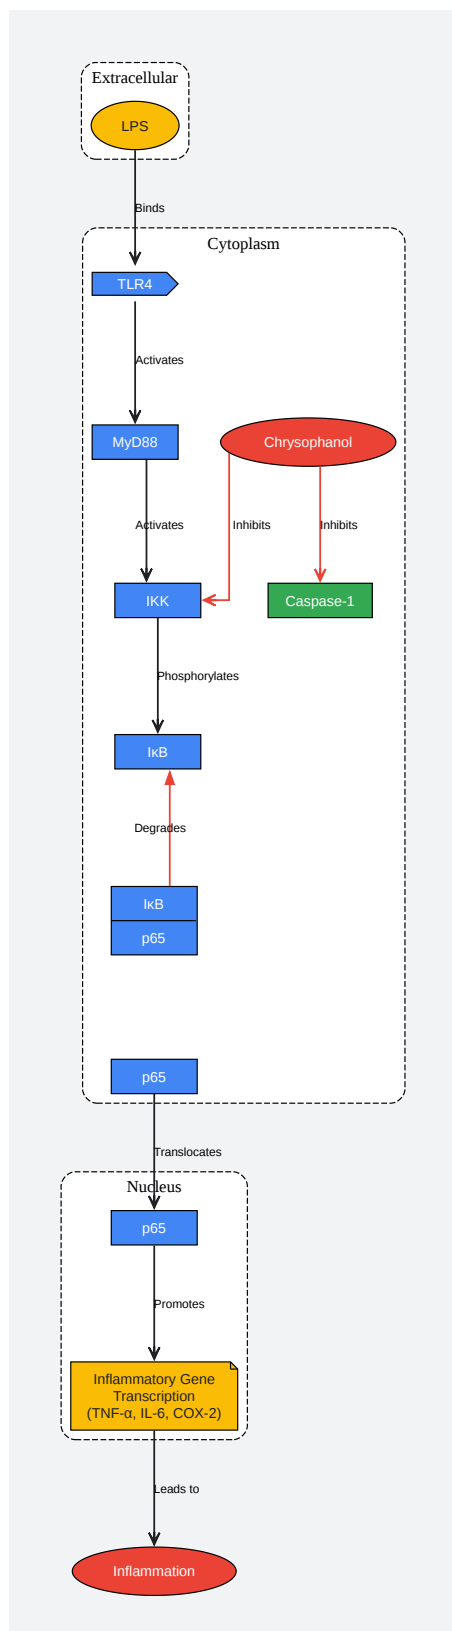 Extracellular
LPS
Binds
Cytoplasm
TLR4
Activates
MyD88
Chrysophanol
Activates
Inhibits
Inhibits
IKK
Caspase-1
Phosphorylates
IκB
Degrades
IκB
p65
p65
Translocates
Nucleus
p65
Promotes
Inflammatory Gene
Transcription
(TNF-α, IL-6, COX-2)
Leads to
Inflammation